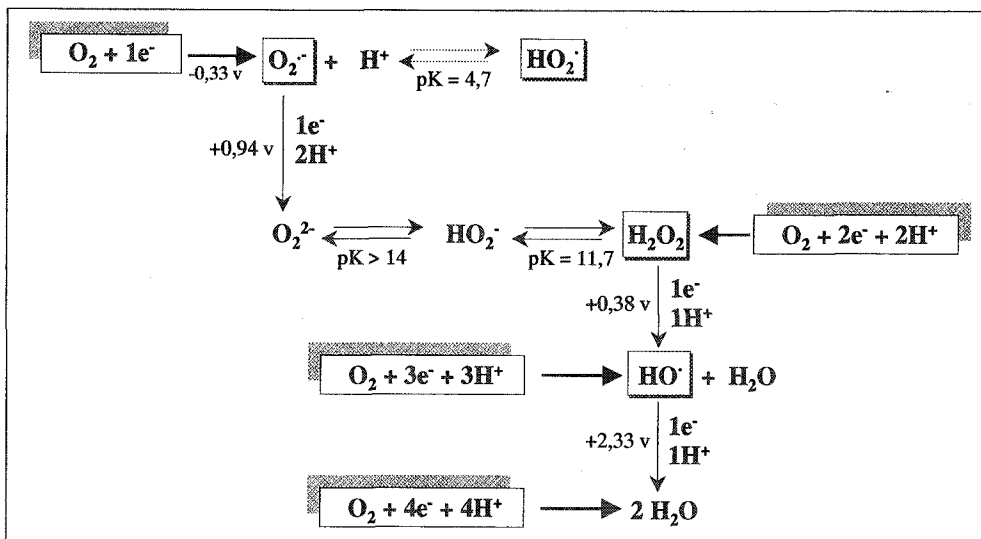 O₂ + 1e⁻
-0,33 v
O₂·⁻ + H⁺
pK = 4,7
HO₂·
+0,94 v
1e⁻
2H⁺
O₂²⁻
pK > 14
HO₂⁻
pK = 11,7
H₂O₂
O₂ + 2e⁻ + 2H⁺
+0,38 v
1e⁻
1H⁺
O₂ + 3e⁻ + 3H⁺
HO· + H₂O
+2,33 v
1e⁻
1H⁺
O₂ + 4e⁻ + 4H⁺
2 H₂O